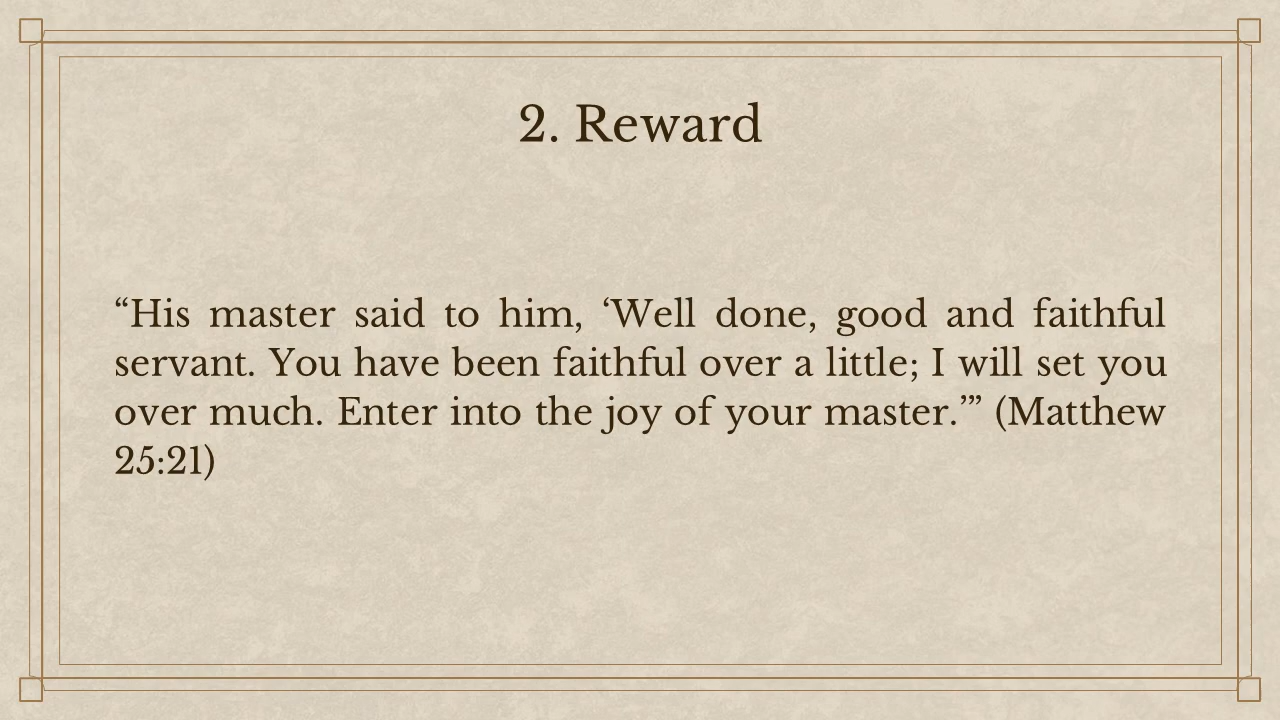 2. Reward
“His master said to him, ‘Well done, good and faithful
servant. You have been faithful over a little; I will set you
over much. Enter into the joy of your master.’” (Matthew
25:21)